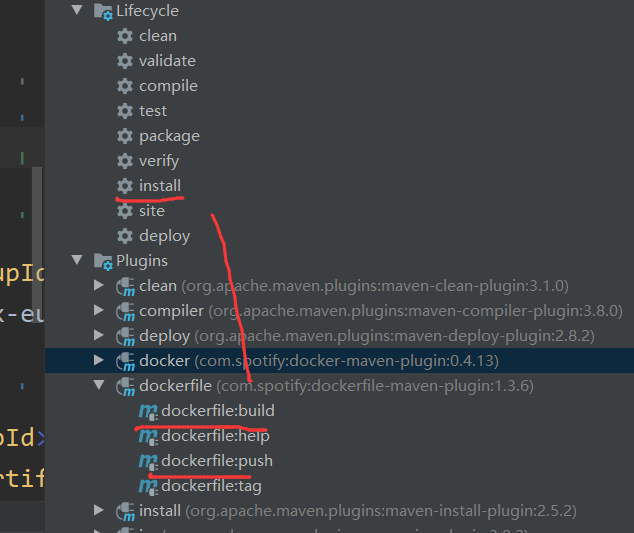 Lifecycle
clean
validate
compile
test
package
verify
install
site
deploy
Plugins
clean (org.apache.maven.plugins:maven-clean-plugin:3.1.0)
upId
compiler (org.apache.maven.plugins:maven-compiler-plugin:3.8.0)
x-eu
deploy (org.apache.maven.plugins:maven-deploy-plugin:2.8.2)
docker (com.spotify:docker-maven-plugin:0.4.13)
dockerfile (com.spotify:dockerfile-maven-plugin:1.3.6)
dockerfile:build
dockerfile:help
oId>
dockerfile:push
rtif
dockerfile:tag
install (org.apache.maven.plugins:maven-install-plugin:2.5.2)